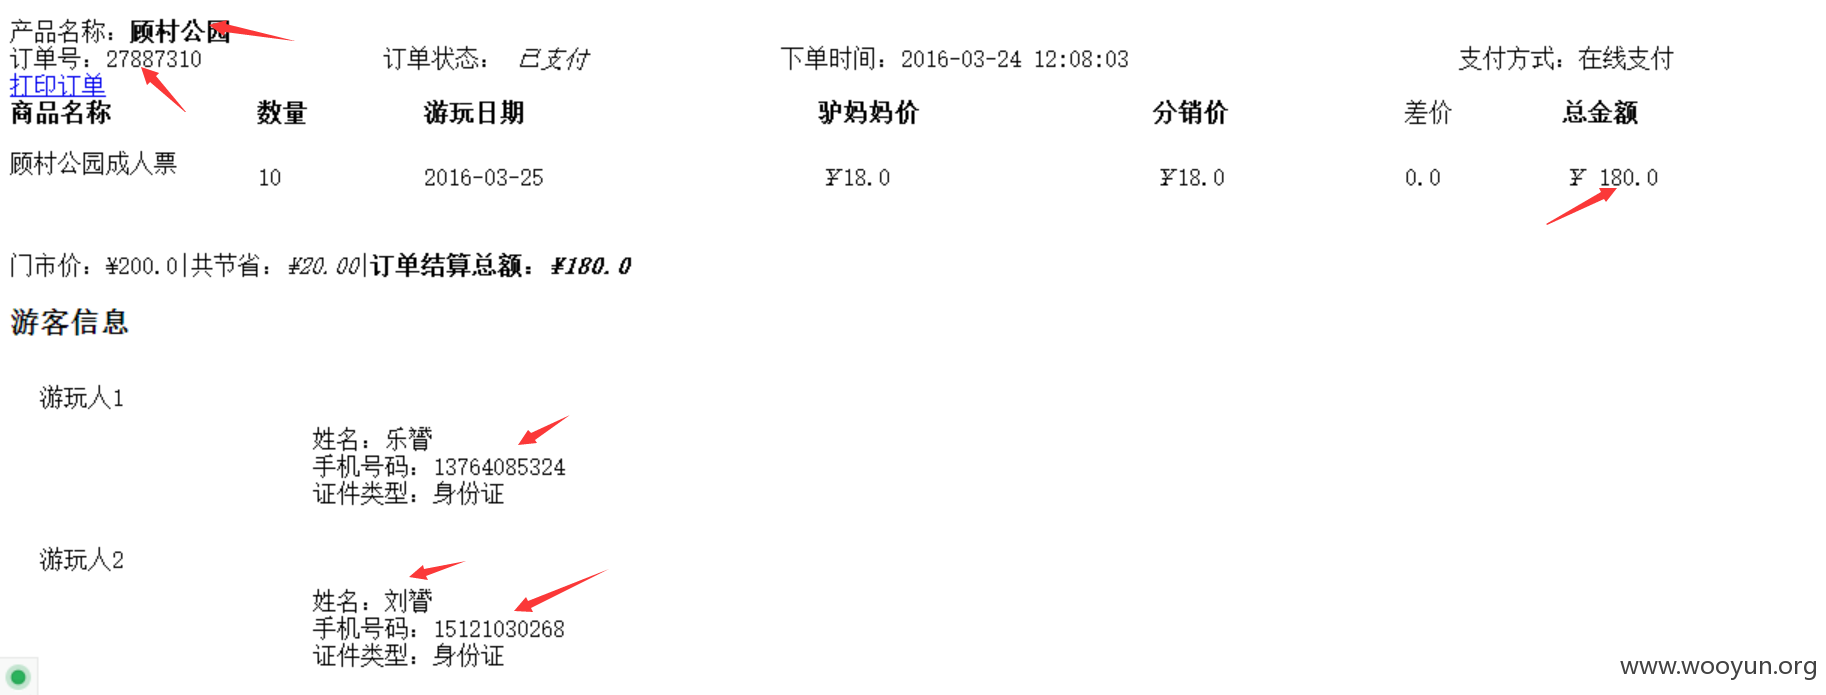 产品名称：顾村公园
订单号：27887310 订单状态： 已支付 下单时间：2016-03-24 12:08:03 支付方式：在线支付
打印订单
商品名称 数量 游玩日期 驴妈妈价 分销价 差价 总金额
顾村公园成人票 10 2016-03-25 ¥18.0 ¥18.0 0.0 ¥ 180.0
门市价：¥200.0|共节省：¥20.00|订单结算总额：¥180.0
游客信息
游玩人1
姓名：乐
手机号码：13764085324
证件类型：身份证
游玩人2
姓名：刘
手机号码：15121030268
证件类型：身份证
www.wooyun.org